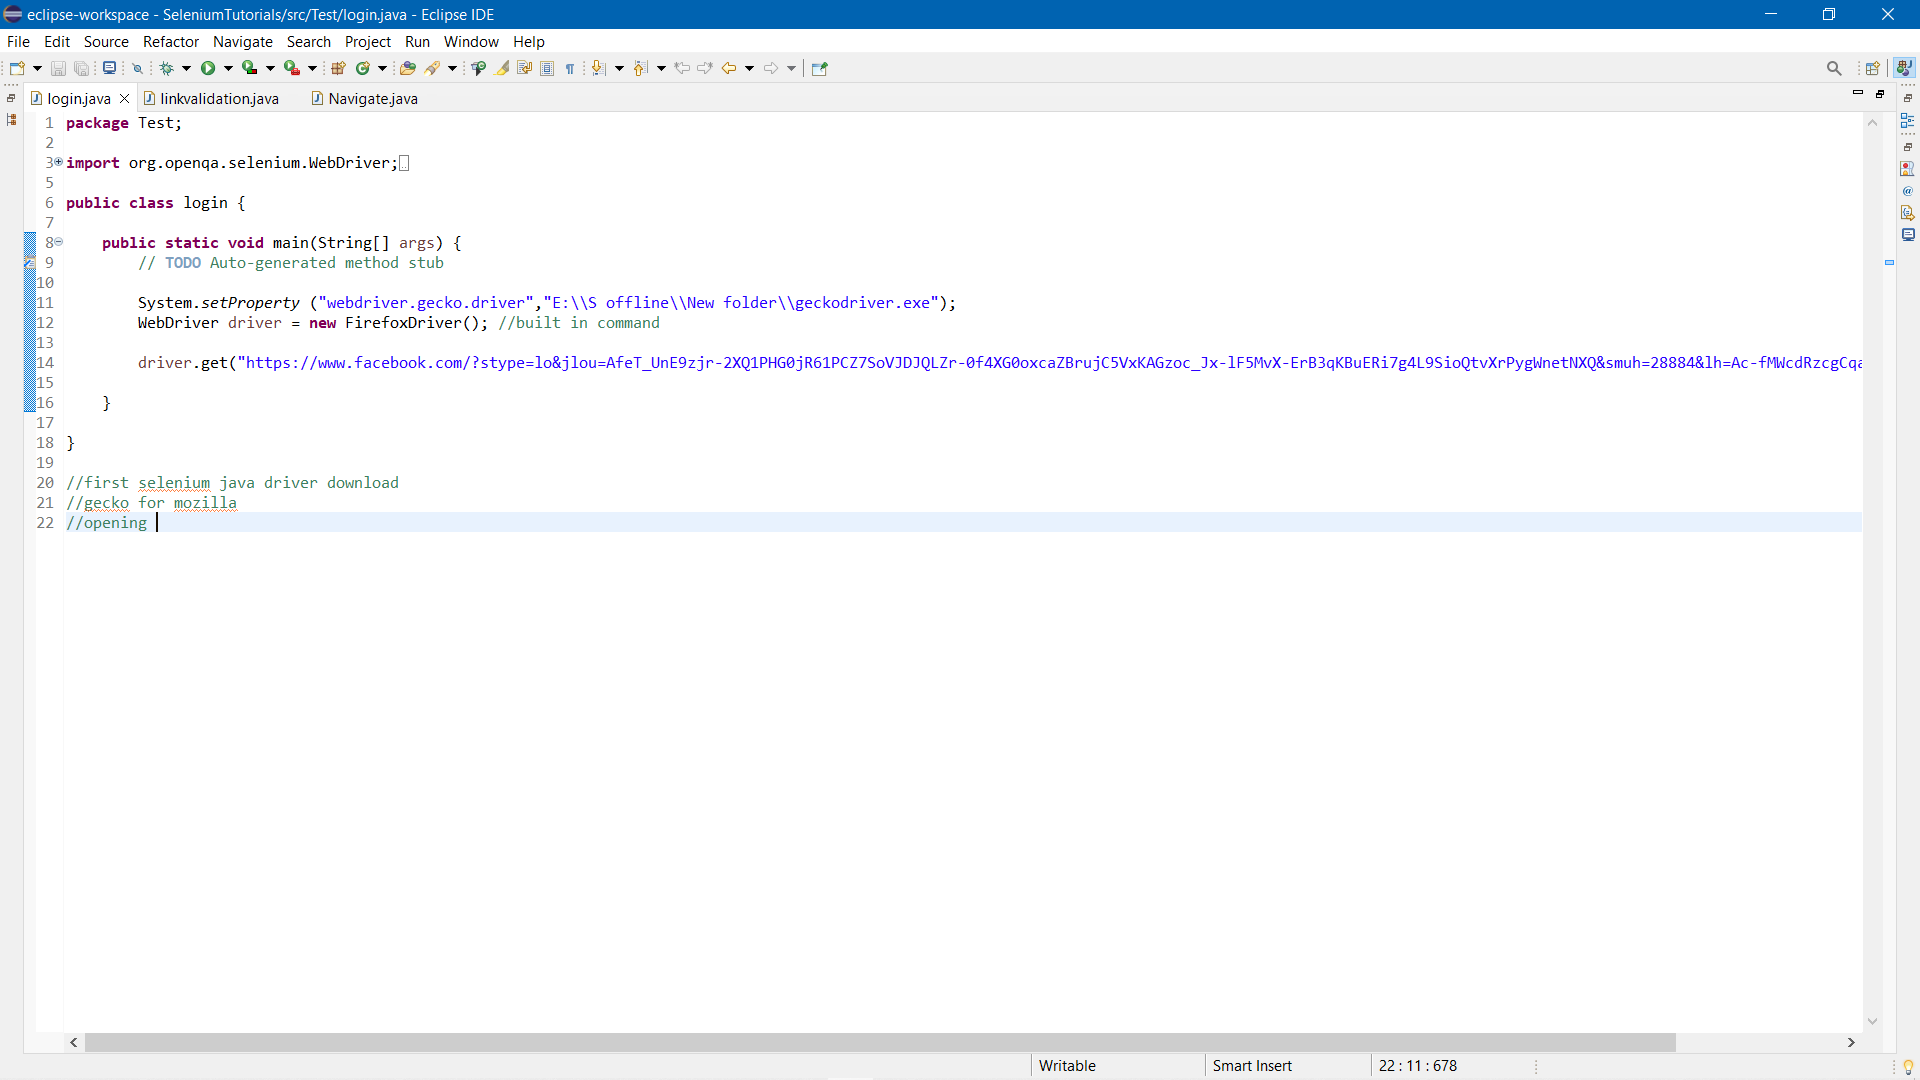 eclipse-workspace - SeleniumTutorials/src/Test/login.java - Eclipse IDE
File Edit Source Refactor Navigate Search Project Run Window Help
login.java linkvalidation.java Navigate.java
1 package Test;
2
3 import org.openqa.selenium.WebDriver;
5
6 public class login {
7
8 public static void main(String[] args) {
9 // TODO Auto-generated method stub
10
11 System.setProperty ("webdriver.gecko.driver","E:\\S offline\\New folder\\geckodriver.exe");
12 WebDriver driver = new FirefoxDriver(); //built in command
13
14 driver.get("https://www.facebook.com/?stype=lo&jlou=AfeT_UnE9zjr-2XQ1PHG0jR61PCZ7SoVJDJQLZr-0f4XG0oxcaZBrujC5VxKAGzoc_Jx-lF5MvX-ErB3qKBuERi7g4L9SioQtvXrPygWnetNXQ&smuh=28884&lh=Ac-fMWcdRzcgCqa
15
16 }
17
18 }
19
20 //first selenium java driver download
21 //gecko for mozilla
22 //opening
Writable Smart Insert 22 : 11 : 678